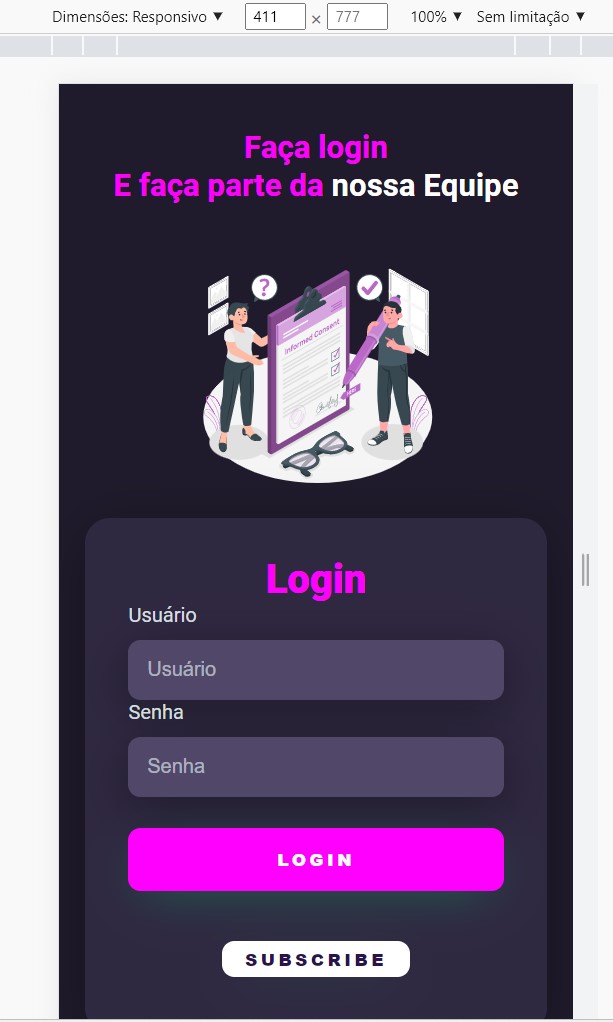 Dimensões: Responsivo ▼ 411 × 777 100% ▼ Sem limitação ▼
Faça login
E faça parte da nossa Equipe
?
Informed Consent
Login
Usuário
Usuário
Senha
Senha
LOGIN
SUBSCRIBE